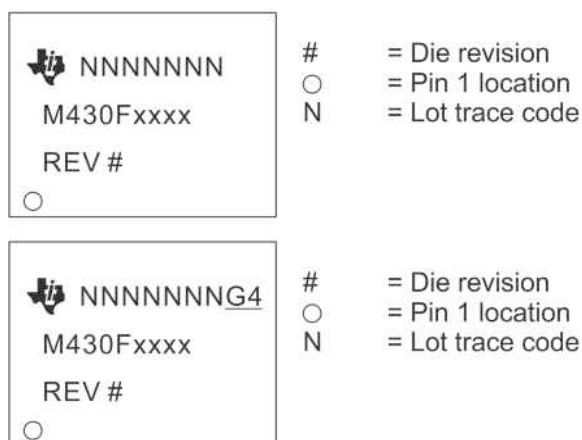 NNNNNNN
M430Fxxxx
REV #
# = Die revision
○ = Pin 1 location
N = Lot trace code
NNNNNNNG4
M430Fxxxx
REV #
# = Die revision
○ = Pin 1 location
N = Lot trace code